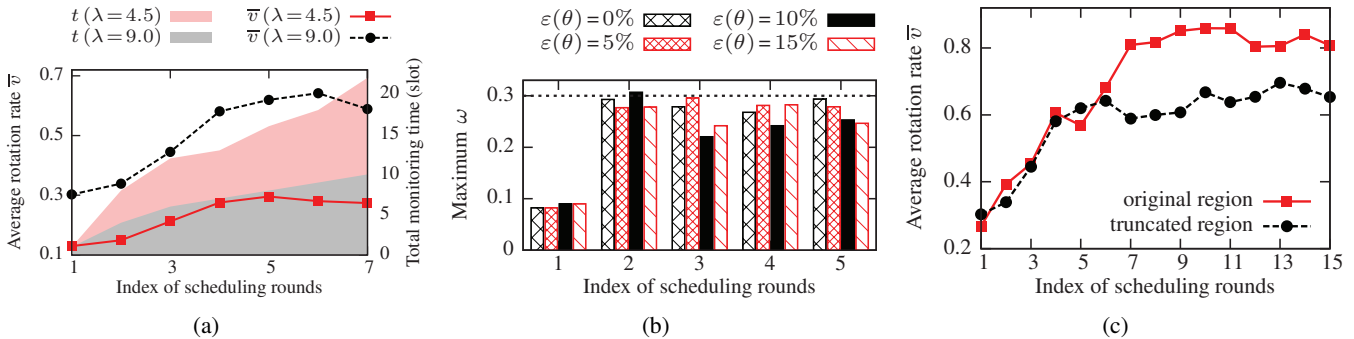 t (λ=4.5)
v̅ (λ=4.5)
t (λ=9.0)
v̅ (λ=9.0)
Average rotation rate v̅
0.7
0.5
0.3
0.1
20
15
10
5
0
Total monitoring time (slot)
1 3 5 7
Index of scheduling rounds
(a)
ε(θ)=0%
ε(θ)=10%
ε(θ)=5%
ε(θ)=15%
Maximum ω
0.3
0.2
0.1
0
1 2 3 4 5
Index of scheduling rounds
(b)
Average rotation rate v̅
0.8
0.6
0.4
0.2
original region
truncated region
1 3 5 7 9 11 13 15
Index of scheduling rounds
(c)